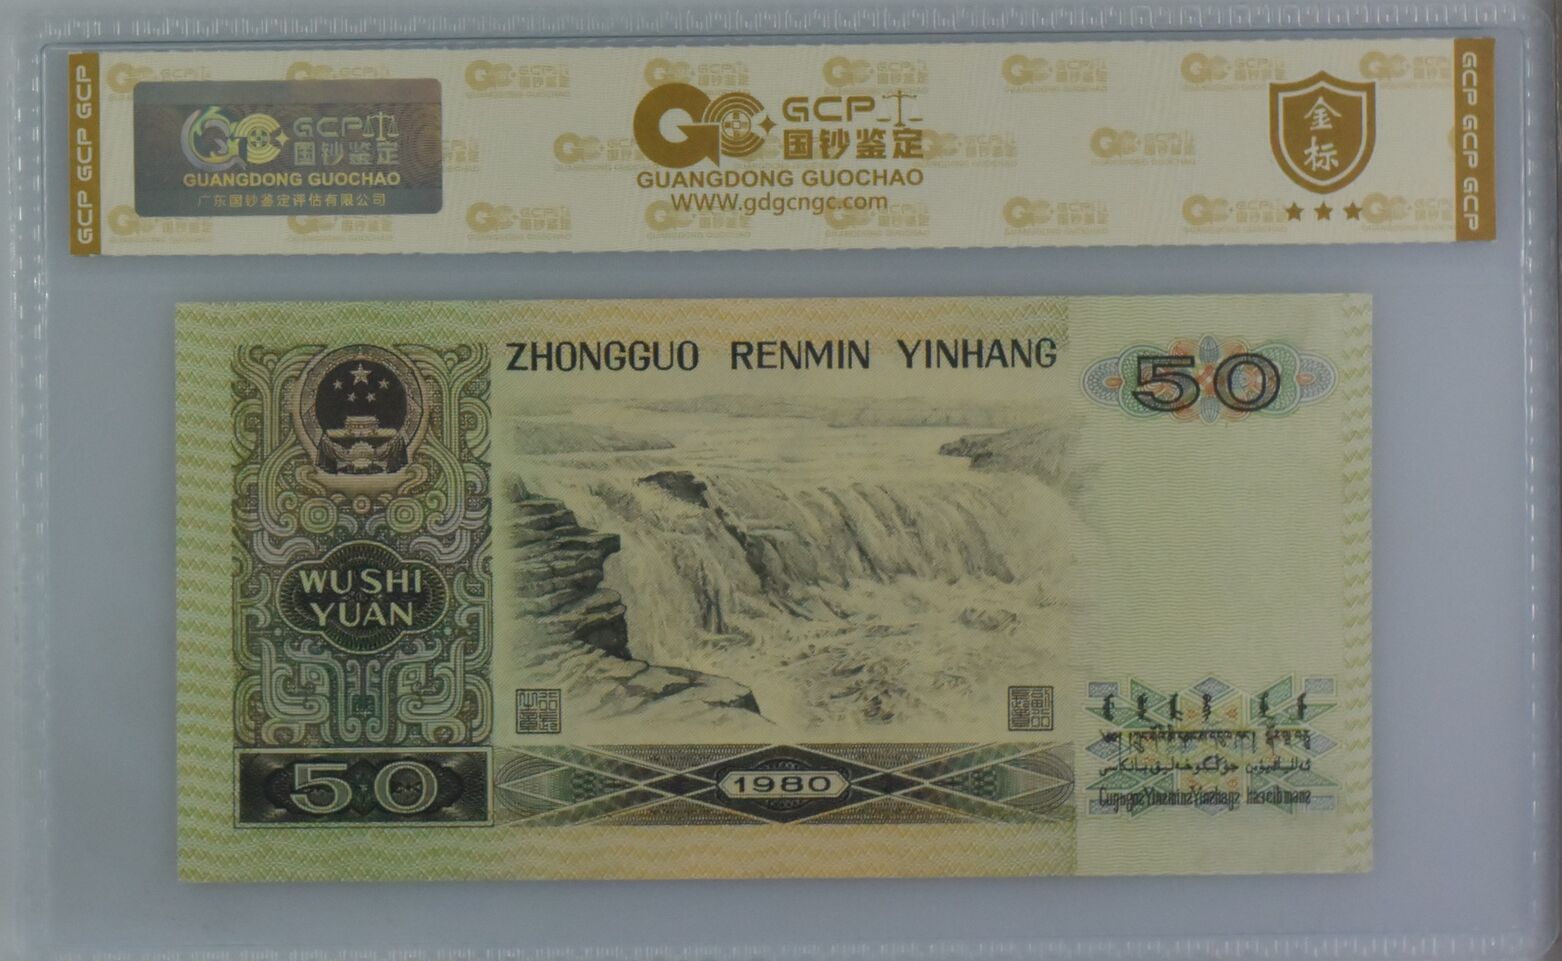 GCP GCP GCP
GCP
国钞鉴定
GUANGDONG GUOCHAO
广东国钞鉴定评估有限公司
GCP
国钞鉴定
GUANGDONG GUOCHAO
WWW.gdgcngc.com
金
标
GCP GCP GCP
ZHONGGUO RENMIN YINHANG
50
WU SHI
YUAN
50
1980